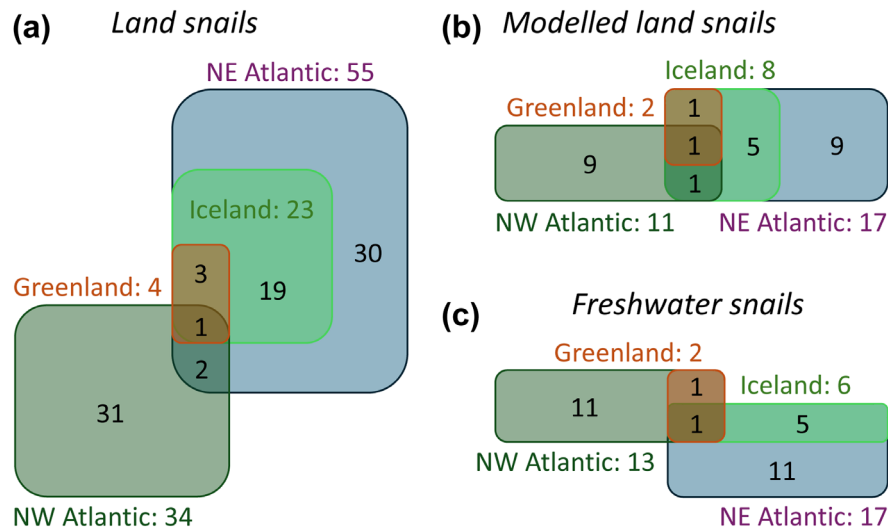 (a) Land snails
NE Atlantic: 55
Iceland: 23
30
3
19
Greenland: 4
1
2
31
NW Atlantic: 34
(b) Modelled land snails
Iceland: 8
Greenland: 2
1
9
1
5
9
1
NW Atlantic: 11
NE Atlantic: 17
(c) Freshwater snails
Greenland: 2
1
Iceland: 6
11
1
5
NW Atlantic: 13
11
NE Atlantic: 17